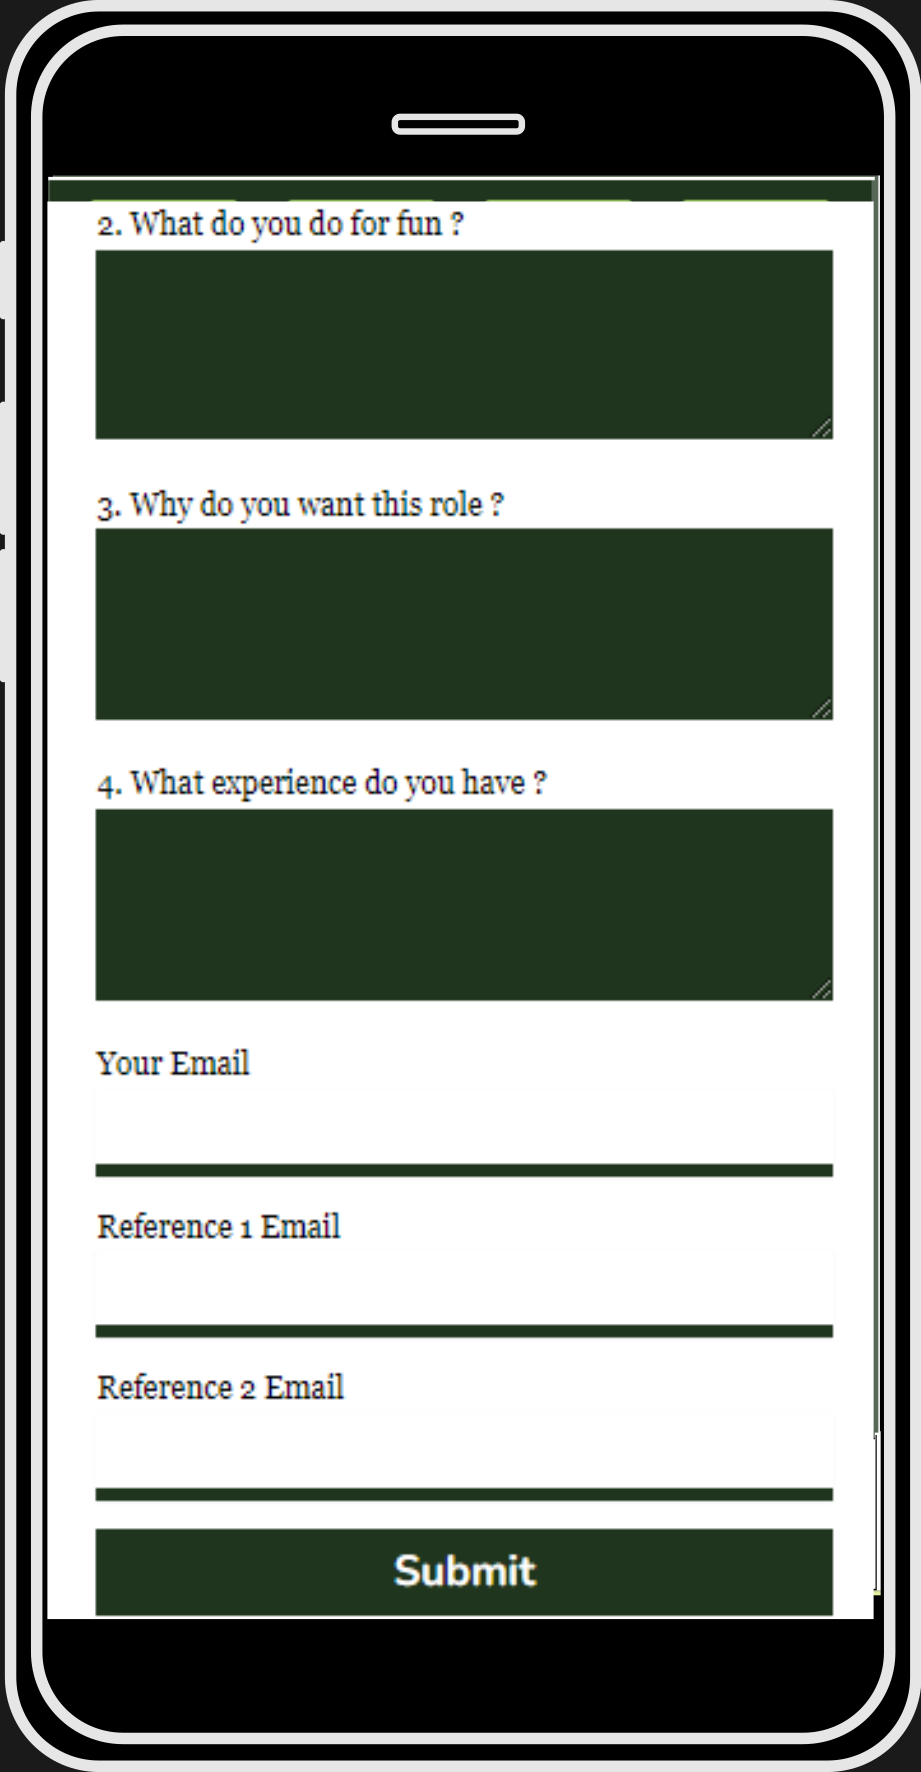 2. What do you do for fun ?
3. Why do you want this role ?
4. What experience do you have ?
Your Email
Reference 1 Email
Reference 2 Email
Submit